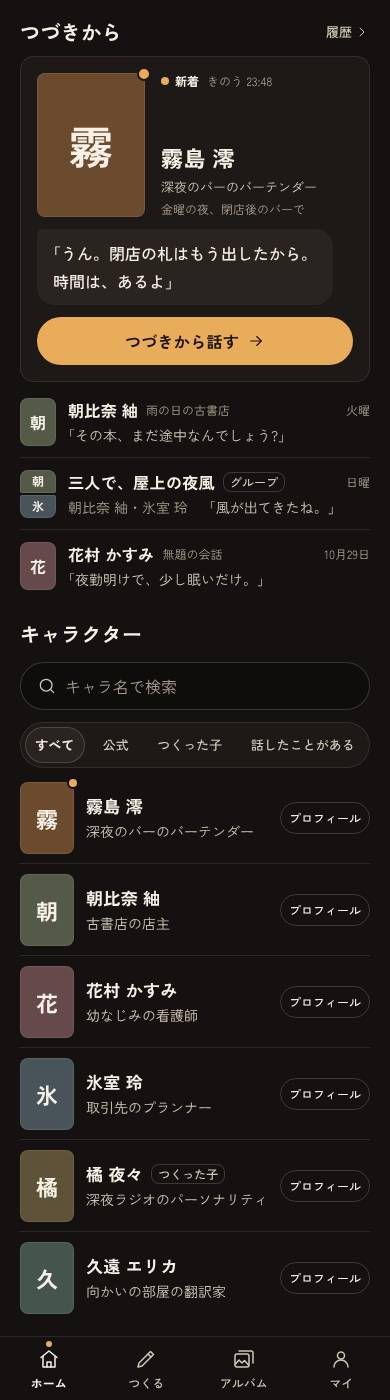 つづきから
履歴
霧
新着 きのう 23:48
霧島 澪
深夜のバーのバーテンダー
金曜の夜、閉店後のバーで
「うん。閉店の札はもう出したから。
時間は、あるよ」
つづきから話す →
朝
朝比奈 紬 雨の日の古書店 火曜
「その本、まだ途中なんでしょう?」
朝
氷
三人で、屋上の夜風 グループ 日曜
朝比奈 紬・氷室 玲 「風が出てきたね。」
花
花村 かすみ 無題の会話 10月29日
「夜勤明けで、少し眠いだけ。」
キャラクター
キャラ名で検索
すべて 公式 つくった子 話したことがある
霧
霧島 澪
深夜のバーのバーテンダー
プロフィール
朝
朝比奈 紬
古書店の店主
プロフィール
花
花村 かすみ
幼なじみの看護師
プロフィール
氷
氷室 玲
取引先のプランナー
プロフィール
橘
橘 夜々 つくった子
深夜ラジオのパーソナリティ
プロフィール
久
久遠 エリカ
向かいの部屋の翻訳家
プロフィール
ホーム つくる アルバム マイ